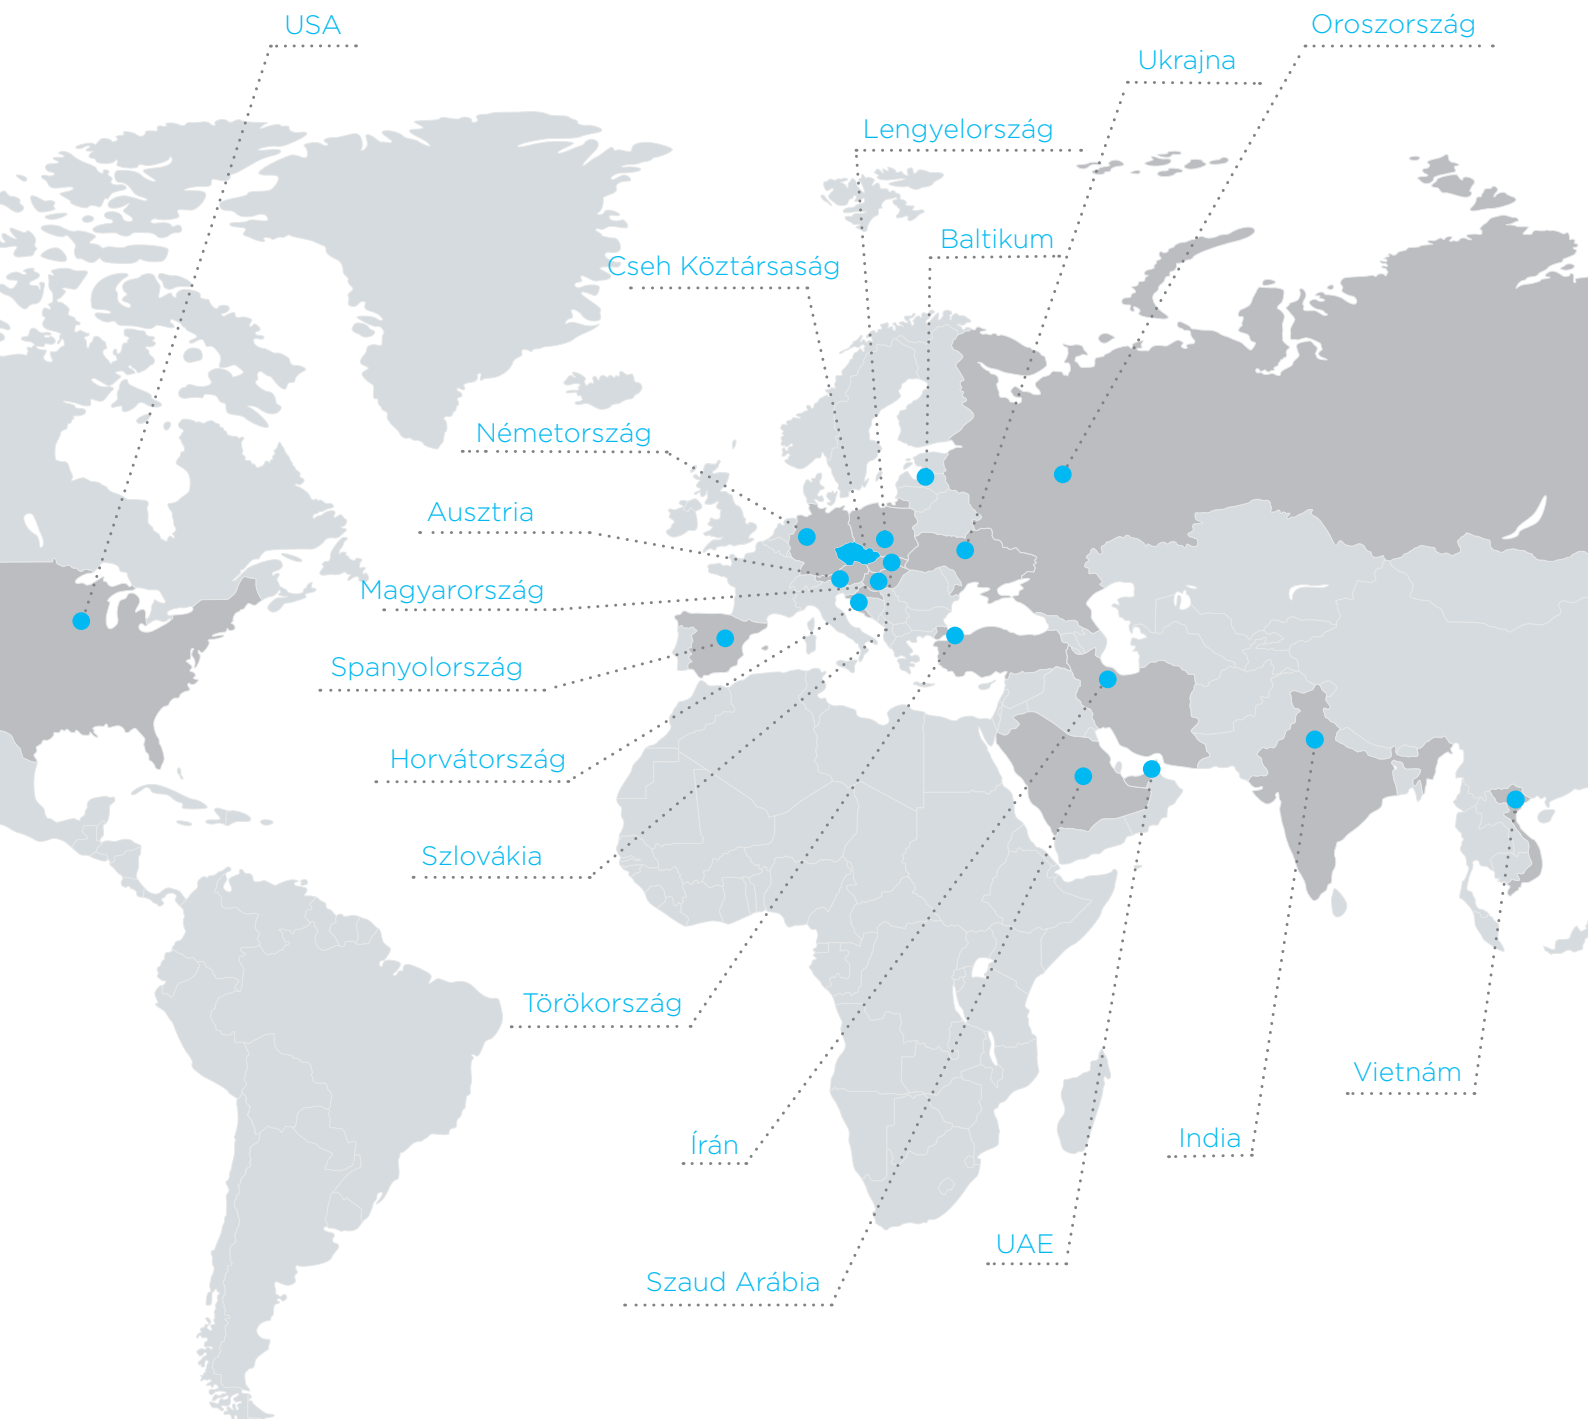 USA
Oroszország
Ukrajna
Lengyelország
Baltikum
Cseh Köztársaság
Németország
Ausztria
Magyarország
Spanyolország
Horvátország
Szlovákia
Törökország
Vietnám
India
Írán
UAE
Szaud Arábia